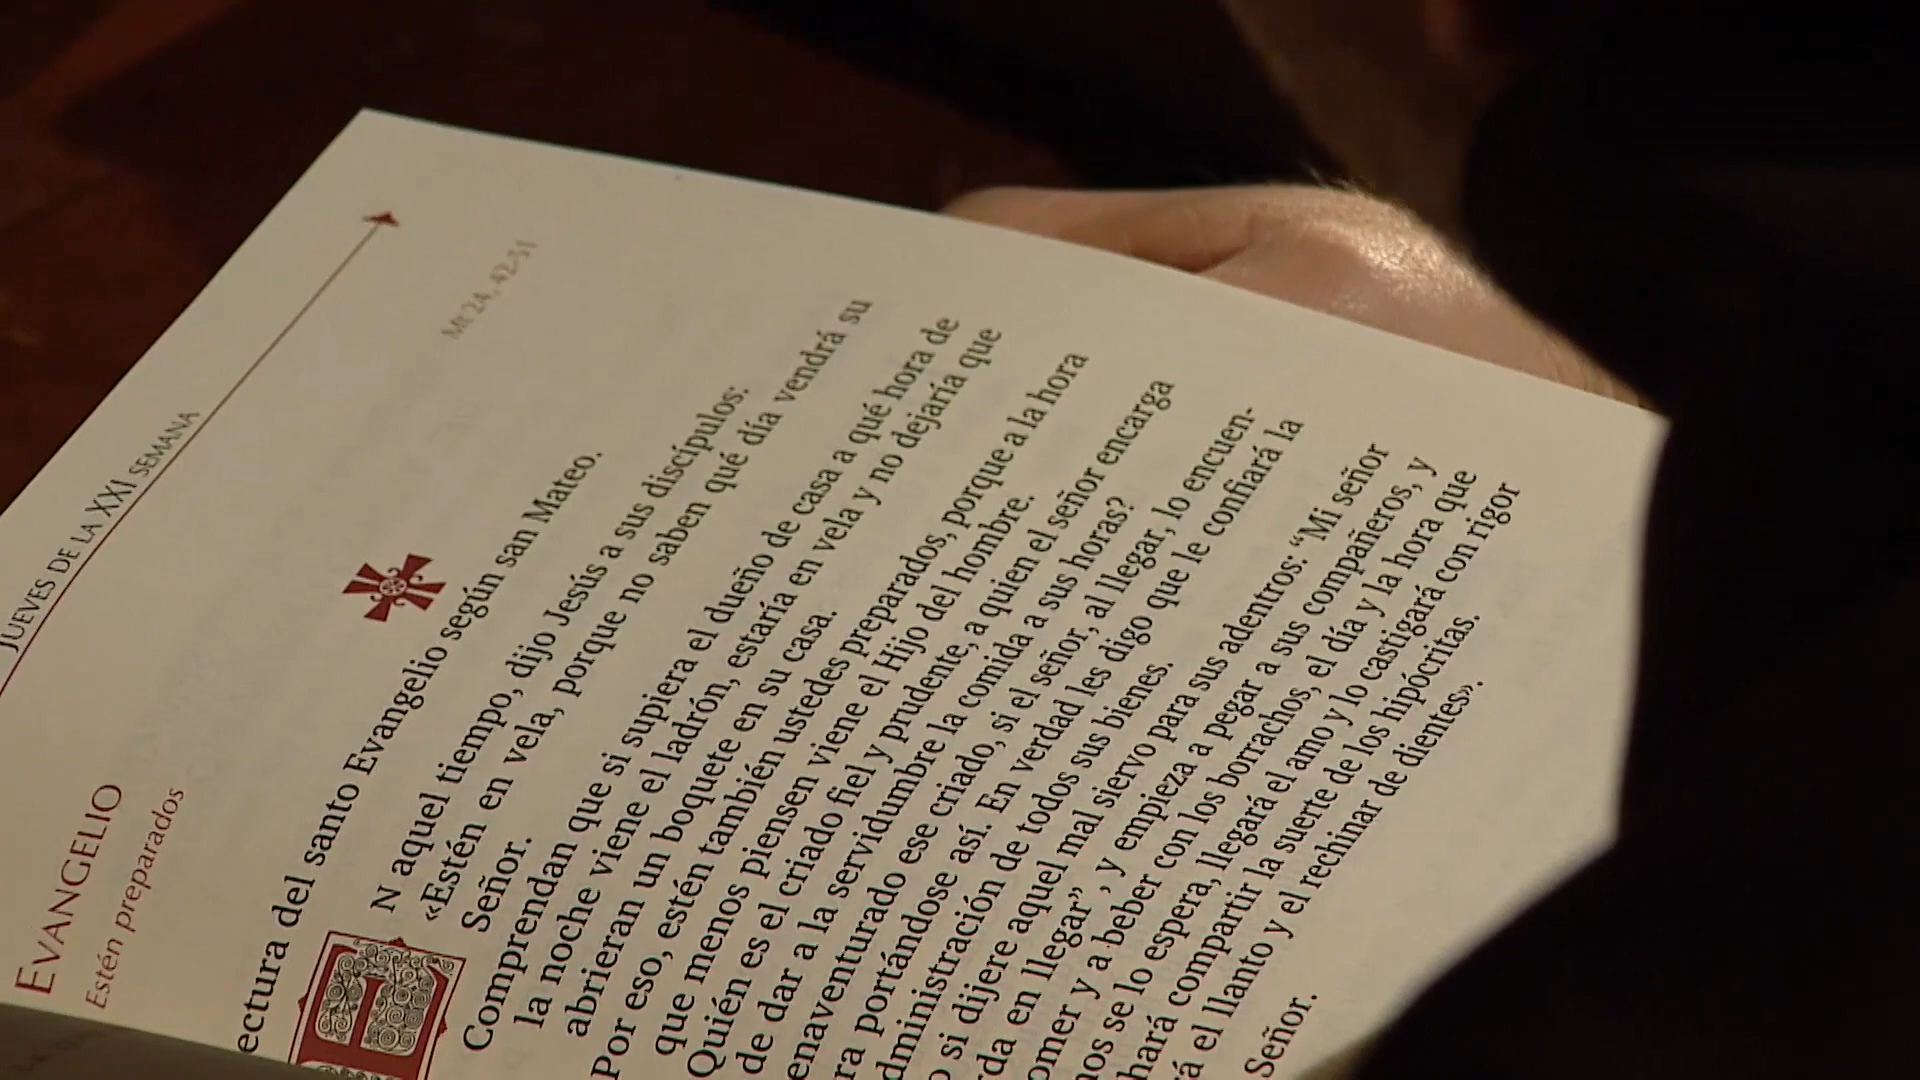 JUEVES DE LA XXI SEMANA
EVANGELIO
Estén preparados
Mt 24, 42-51
ectura del santo Evangelio según san Mateo.
EN aquel tiempo, dijo Jesús a sus discípulos:
«Estén en vela, porque no saben qué día vendrá su
Señor.
Comprendan que si supiera el dueño de casa a qué hora de
la noche viene el ladrón, estaría en vela y no dejaría que
abrieran un boquete en su casa.
Por eso, estén también ustedes preparados, porque a la hora
que menos piensen viene el Hijo del hombre.
Quién es el criado fiel y prudente, a quien el señor encarga
de dar a la servidumbre la comida a sus horas?
enaventurado ese criado, si el señor, al llegar, lo encuen-
ra portándose así. En verdad les digo que le confiará la
dministración de todos sus bienes.
o si dijere aquel mal siervo para sus adentros: “Mi señor
rda en llegar”, y empieza a pegar a sus compañeros, y
omer y a beber con los borrachos, el día y la hora que
nos se lo espera, llegará el amo y lo castigará con rigor
hará compartir la suerte de los hipócritas.
rá el llanto y el rechinar de dientes».
Señor.